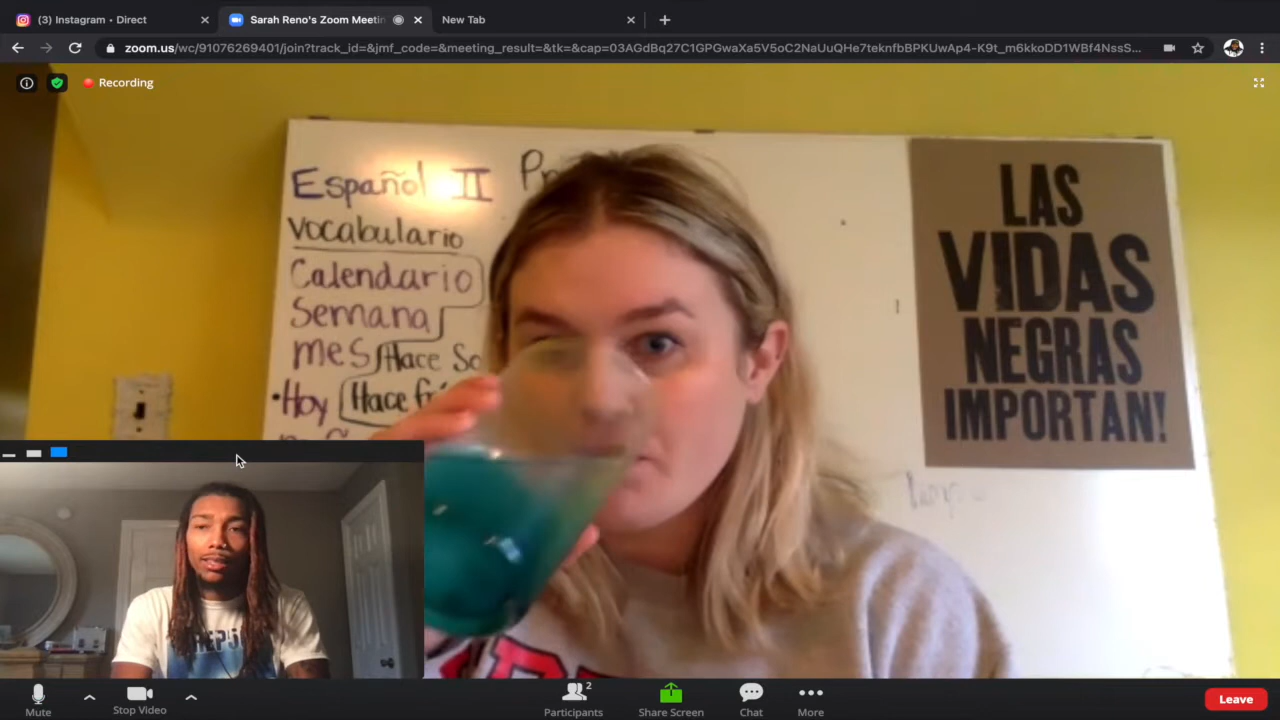 (3) Instagram • Direct
Sarah Reno's Zoom Meetin
New Tab
zoom.us/wc/91076269401/join?track_id=&jmf_code=&meeting_result=&tk=&cap=03AGdBq27C1GPGwaXa5V5oC2NaUuQHe7teknfbBPKUwAp4-K9t_m6kkoDD1WBf4NssS...
Recording
Español II
Vocabulario
Calendario
Semana
mes
Hace
•Hoy
Hace
LAS
VIDAS
NEGRAS
IMPORTAN!
Mute
Stop Video
Participants
2
Share Screen
Chat
More
Leave